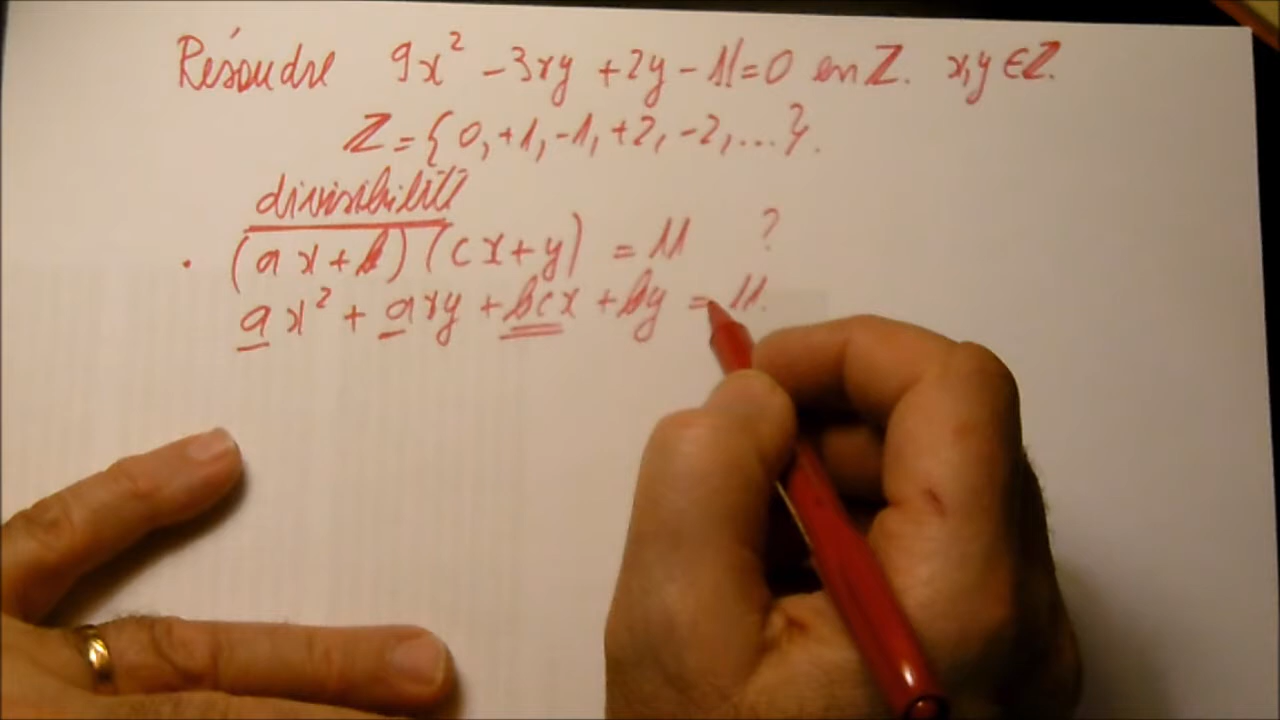 Résoudre 9x² - 3xy + 2y - 11 = 0 en Z. x,y ∈ Z.
Z = {0, +1, -1, +2, -2, ...}.
divisibilité
• (ax+b)(cx+y) = 11 ?
ax² + axy + bcx + by = 11.